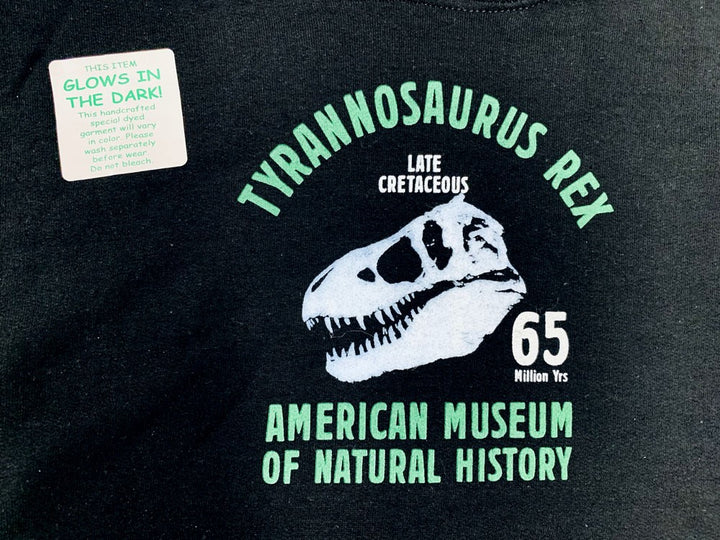 THIS ITEM
GLOWS IN
THE DARK!
This handcrafted
special dyed
garment will vary
in color. Please
wash separately
before wear.
Do not bleach.
TYRANNOSAURUS REX
LATE
CRETACEOUS
65
Million Yrs
AMERICAN MUSEUM
OF NATURAL HISTORY